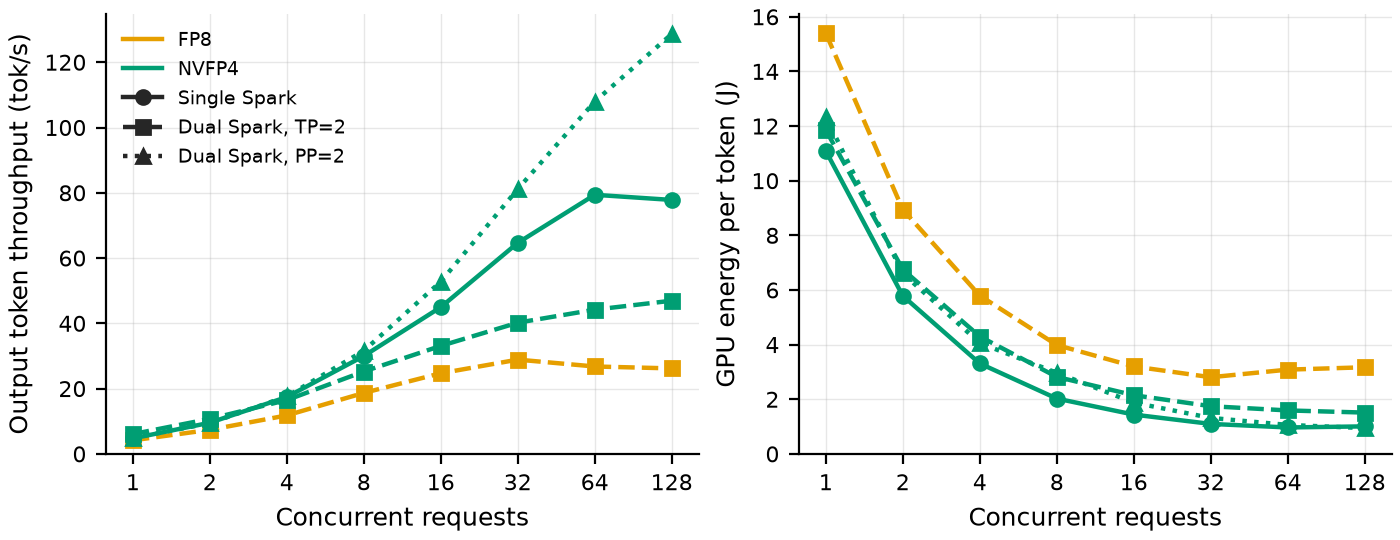 Output token throughput (tok/s)
120
100
80
60
40
20
0
FP8
NVFP4
Single Spark
Dual Spark, TP=2
Dual Spark, PP=2
1 2 4 8 16 32 64 128
Concurrent requests
GPU energy per token (J)
16
14
12
10
8
6
4
2
0
1 2 4 8 16 32 64 128
Concurrent requests